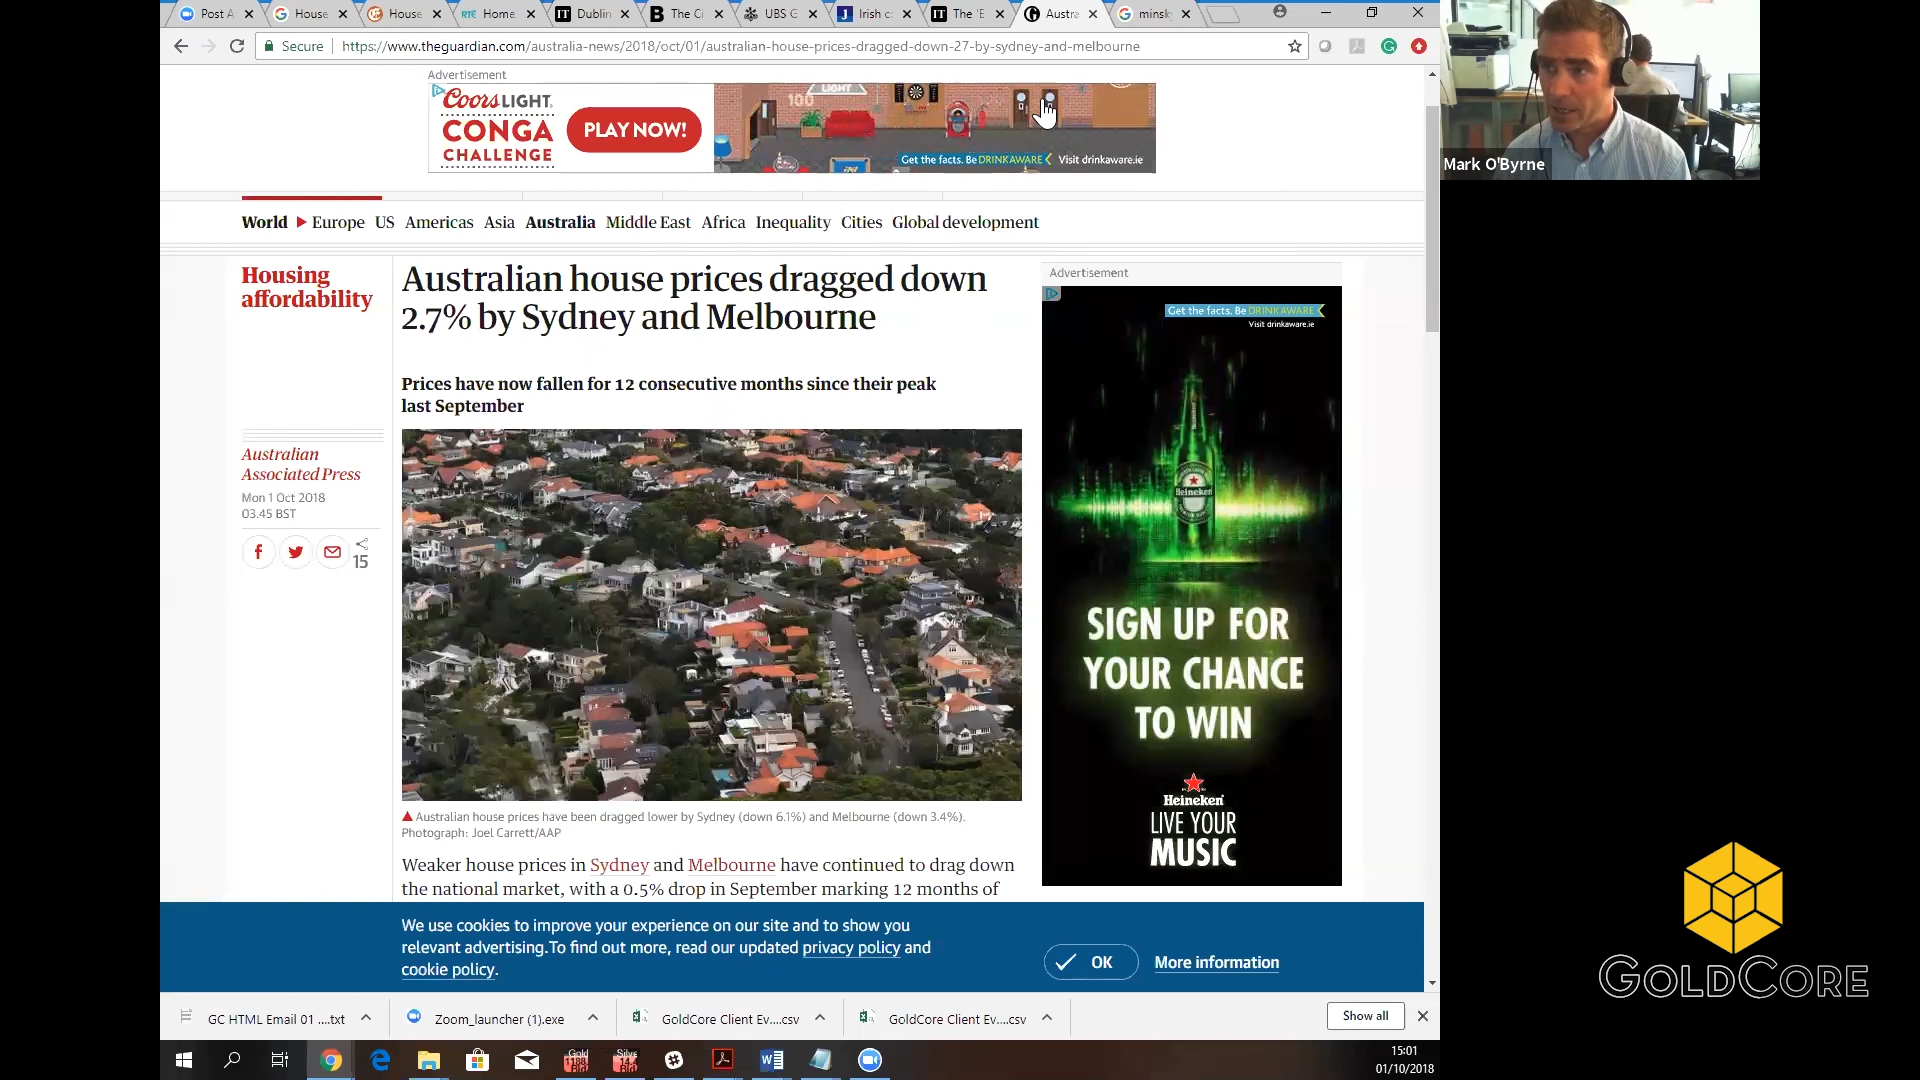 Post A
House
House
Home
Dublin
The Ci
UBS G
Irish c
The 'E
Austra
minsk
Secure
https://www.theguardian.com/australia-news/2018/oct/01/australian-house-prices-dragged-down-27-by-sydney-and-melbourne
Advertisement
Coors LIGHT.
CONGA
CHALLENGE
PLAY NOW!
LIGHT
100
Get the facts. Be DRINKAWARE Visit drinkaware.ie
Mark O'Byrne
World Europe US Americas Asia Australia Middle East Africa Inequality Cities Global development
Housing
affordability
Australian house prices dragged down
2.7% by Sydney and Melbourne
Prices have now fallen for 12 consecutive months since their peak
last September
Australian
Associated Press
Mon 1 Oct 2018
03.45 BST
15
Advertisement
Get the facts. Be DRINKAWARE
Visit drinkaware.ie
Heineken
SIGN UP FOR
YOUR CHANCE
TO WIN
Heineken
LIVE YOUR
MUSIC
Australian house prices have been dragged lower by Sydney (down 6.1%) and Melbourne (down 3.4%).
Photograph: Joel Carrett/AAP
Weaker house prices in Sydney and Melbourne have continued to drag down
the national market, with a 0.5% drop in September marking 12 months of
We use cookies to improve your experience on our site and to show you
relevant advertising.To find out more, read our updated privacy policy and
cookie policy.
OK
More information
GC HTML Email 01 ....txt
Zoom_launcher (1).exe
GoldCore Client Ev....csv
GoldCore Client Ev....csv
Show all
Gold
1188
Bid
Silve
14.4
Bid
15:01
01/10/2018
GOLDCORE